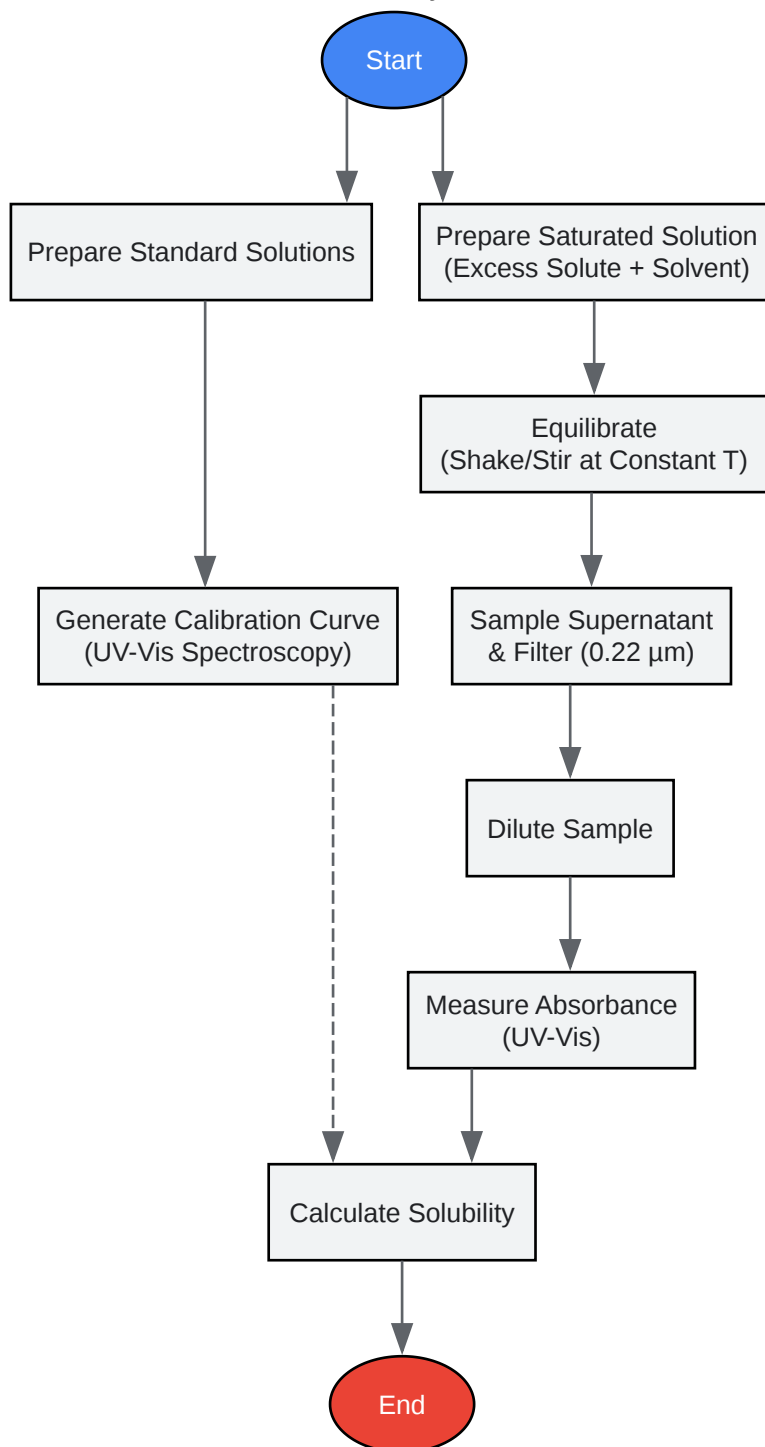 Start
Prepare Standard Solutions
Prepare Saturated Solution
(Excess Solute + Solvent)
Equilibrate
(Shake/Stir at Constant T)
Generate Calibration Curve
(UV-Vis Spectroscopy)
Sample Supernatant
& Filter (0.22 µm)
Dilute Sample
Measure Absorbance
(UV-Vis)
Calculate Solubility
End